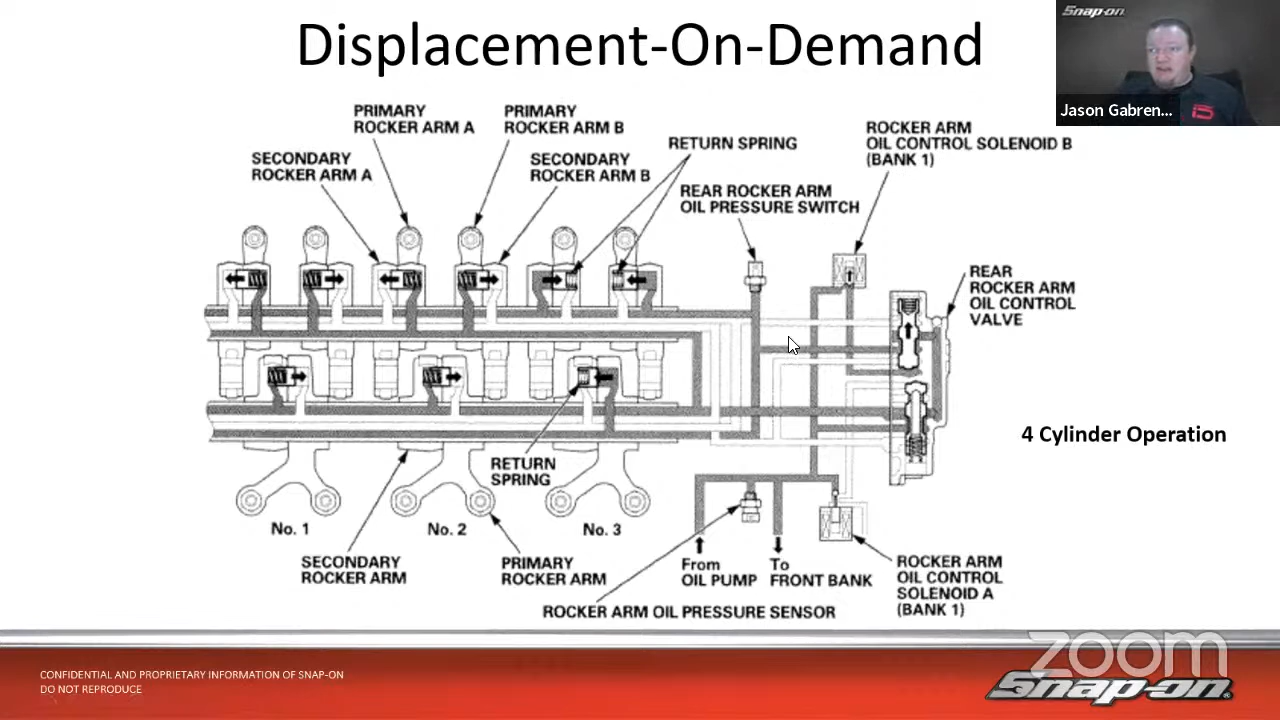 Displacement-On-Demand
Snap-on
Jason Gabren...
PRIMARY
ROCKER ARM A
PRIMARY
ROCKER ARM B
SECONDARY
ROCKER ARM A
SECONDARY
ROCKER ARM B
RETURN SPRING
REAR ROCKER ARM
OIL PRESSURE SWITCH
ROCKER ARM
OIL CONTROL SOLENOID B
(BANK 1)
REAR
ROCKER ARM
OIL CONTROL
VALVE
4 Cylinder Operation
RETURN
SPRING
No. 1
No. 2
No. 3
SECONDARY
ROCKER ARM
PRIMARY
ROCKER ARM
From
OIL PUMP
To
FRONT BANK
ROCKER ARM
OIL CONTROL
SOLENOID A
(BANK 1)
ROCKER ARM OIL PRESSURE SENSOR
CONFIDENTIAL AND PROPRIETARY INFORMATION OF SNAP-ON
DO NOT REPRODUCE
zoom
Snap-on